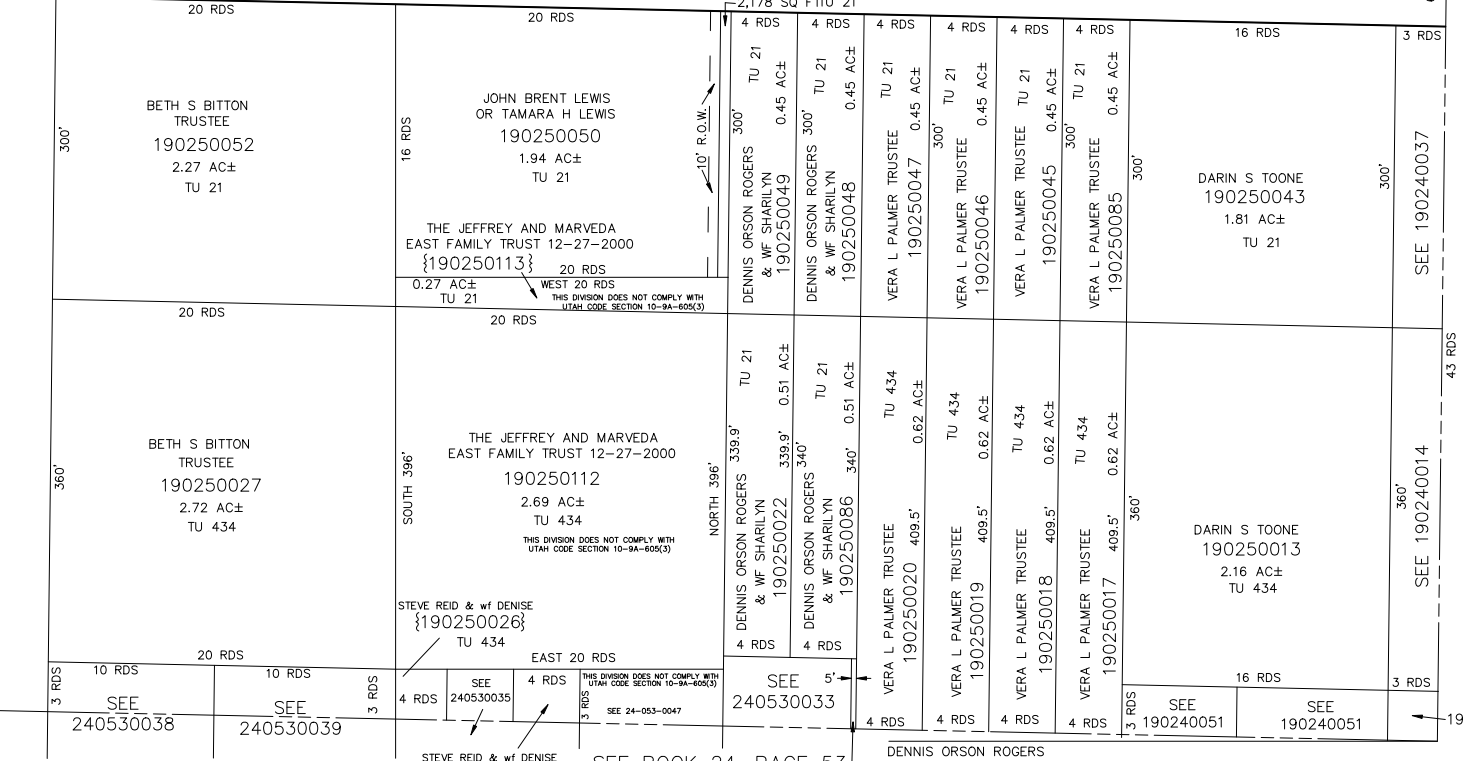 2,178 SQ FT TU 21
20 RDS
20 RDS
4 RDS
4 RDS
4 RDS
4 RDS
4 RDS
4 RDS
16 RDS
3 RDS
300'
BETH S BITTON
TRUSTEE
190250052
2.27 AC±
TU 21
16 RDS
JOHN BRENT LEWIS
OR TAMARA H LEWIS
190250050
1.94 AC±
TU 21
10' R.O.W.
THE JEFFREY AND MARVEDA
EAST FAMILY TRUST 12-27-2000
{190250113}
20 RDS
0.27 AC±
TU 21
WEST 20 RDS
THIS DIVISION DOES NOT COMPLY WITH
UTAH CODE SECTION 10-9A-605(3)
300'
TU 21
0.45 AC±
DENNIS ORSON ROGERS
& WF SHARILYN
190250049
300'
TU 21
0.45 AC±
DENNIS ORSON ROGERS
& WF SHARILYN
190250048
TU 21
0.45 AC±
VERA L PALMER TRUSTEE
190250047
300'
TU 21
0.45 AC±
VERA L PALMER TRUSTEE
190250046
TU 21
0.45 AC±
VERA L PALMER TRUSTEE
190250045
300'
TU 21
0.45 AC±
VERA L PALMER TRUSTEE
190250085
300'
DARIN S TOONE
190250043
1.81 AC±
TU 21
300'
SEE 190240037
43 RDS
20 RDS
20 RDS
360'
BETH S BITTON
TRUSTEE
190250027
2.72 AC±
TU 434
20 RDS
SOUTH 396'
THE JEFFREY AND MARVEDA
EAST FAMILY TRUST 12-27-2000
190250112
2.69 AC±
TU 434
THIS DIVISION DOES NOT COMPLY WITH
UTAH CODE SECTION 10-9A-605(3)
NORTH 396'
STEVE REID & wf DENISE
{190250026}
TU 434
EAST 20 RDS
TU 21
0.51 AC±
339.9'
339.9'
DENNIS ORSON ROGERS
& WF SHARILYN
190250022
4 RDS
TU 21
0.51 AC±
340'
340'
DENNIS ORSON ROGERS
& WF SHARILYN
190250086
4 RDS
TU 434
0.62 AC±
409.5'
VERA L PALMER TRUSTEE
190250020
4 RDS
TU 434
0.62 AC±
409.5'
VERA L PALMER TRUSTEE
190250019
4 RDS
TU 434
0.62 AC±
409.5'
VERA L PALMER TRUSTEE
190250018
4 RDS
TU 434
0.62 AC±
409.5'
VERA L PALMER TRUSTEE
190250017
4 RDS
360'
DARIN S TOONE
190250013
2.16 AC±
TU 434
16 RDS
360'
SEE 190240014
3 RDS
3 RDS
10 RDS
SEE
240530038
10 RDS
SEE
240530039
3 RDS
4 RDS
SEE
240530035
4 RDS
THIS DIVISION DOES NOT COMPLY WITH
UTAH CODE SECTION 10-9A-605(3)
3 RDS
SEE 24-053-0047
SEE
240530033
5'
3 RDS
SEE
190240051
SEE
190240051
19
STEVE REID & wf DENISE
SEE BOOK 24, PAGE 53
DENNIS ORSON ROGERS